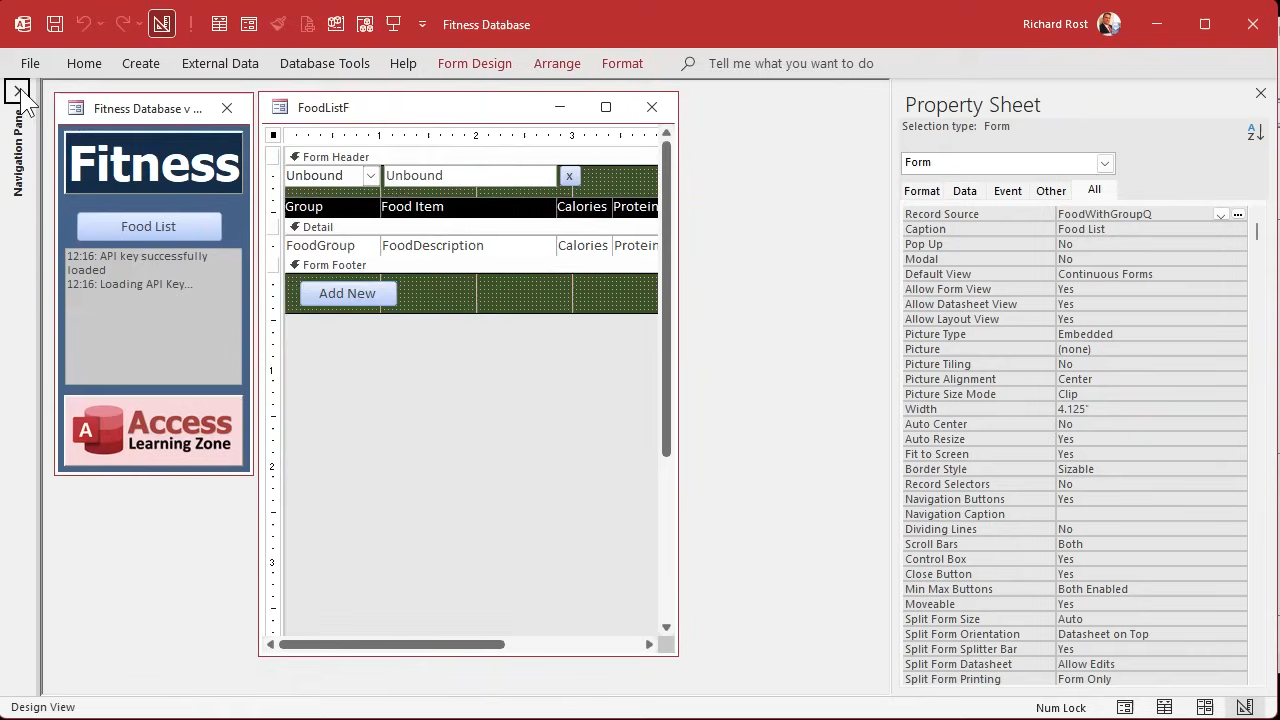 Fitness Database
Richard Rost
File
Home
Create
External Data
Database Tools
Help
Form Design
Arrange
Format
Tell me what you want to do
Navigation Pane
Fitness Database v ...
Fitness
Food List
12:16: API key successfully
loaded
12:16: Loading API Key...
A
Access
Learning Zone
FoodListF
1
2
3
Form Header
Unbound
Unbound
x
Group
Food Item
Calories
Protein
Detail
FoodGroup
FoodDescription
Calories
Protein
Form Footer
Add New
1
2
3
Property Sheet
Selection type: Form
A
Z
Form
Format
Data
Event
Other
All
Record Source FoodWithGroupQ
Caption Food List
Pop Up No
Modal No
Default View Continuous Forms
Allow Form View Yes
Allow Datasheet View Yes
Allow Layout View Yes
Picture Type Embedded
Picture (none)
Picture Tiling No
Picture Alignment Center
Picture Size Mode Clip
Width 4.125"
Auto Center No
Auto Resize Yes
Fit to Screen Yes
Border Style Sizable
Record Selectors No
Navigation Buttons Yes
Navigation Caption
Dividing Lines No
Scroll Bars Both
Control Box Yes
Close Button Yes
Min Max Buttons Both Enabled
Moveable Yes
Split Form Size Auto
Split Form Orientation Datasheet on Top
Split Form Splitter Bar Yes
Split Form Datasheet Allow Edits
Split Form Printing Form Only
Design View
Num Lock